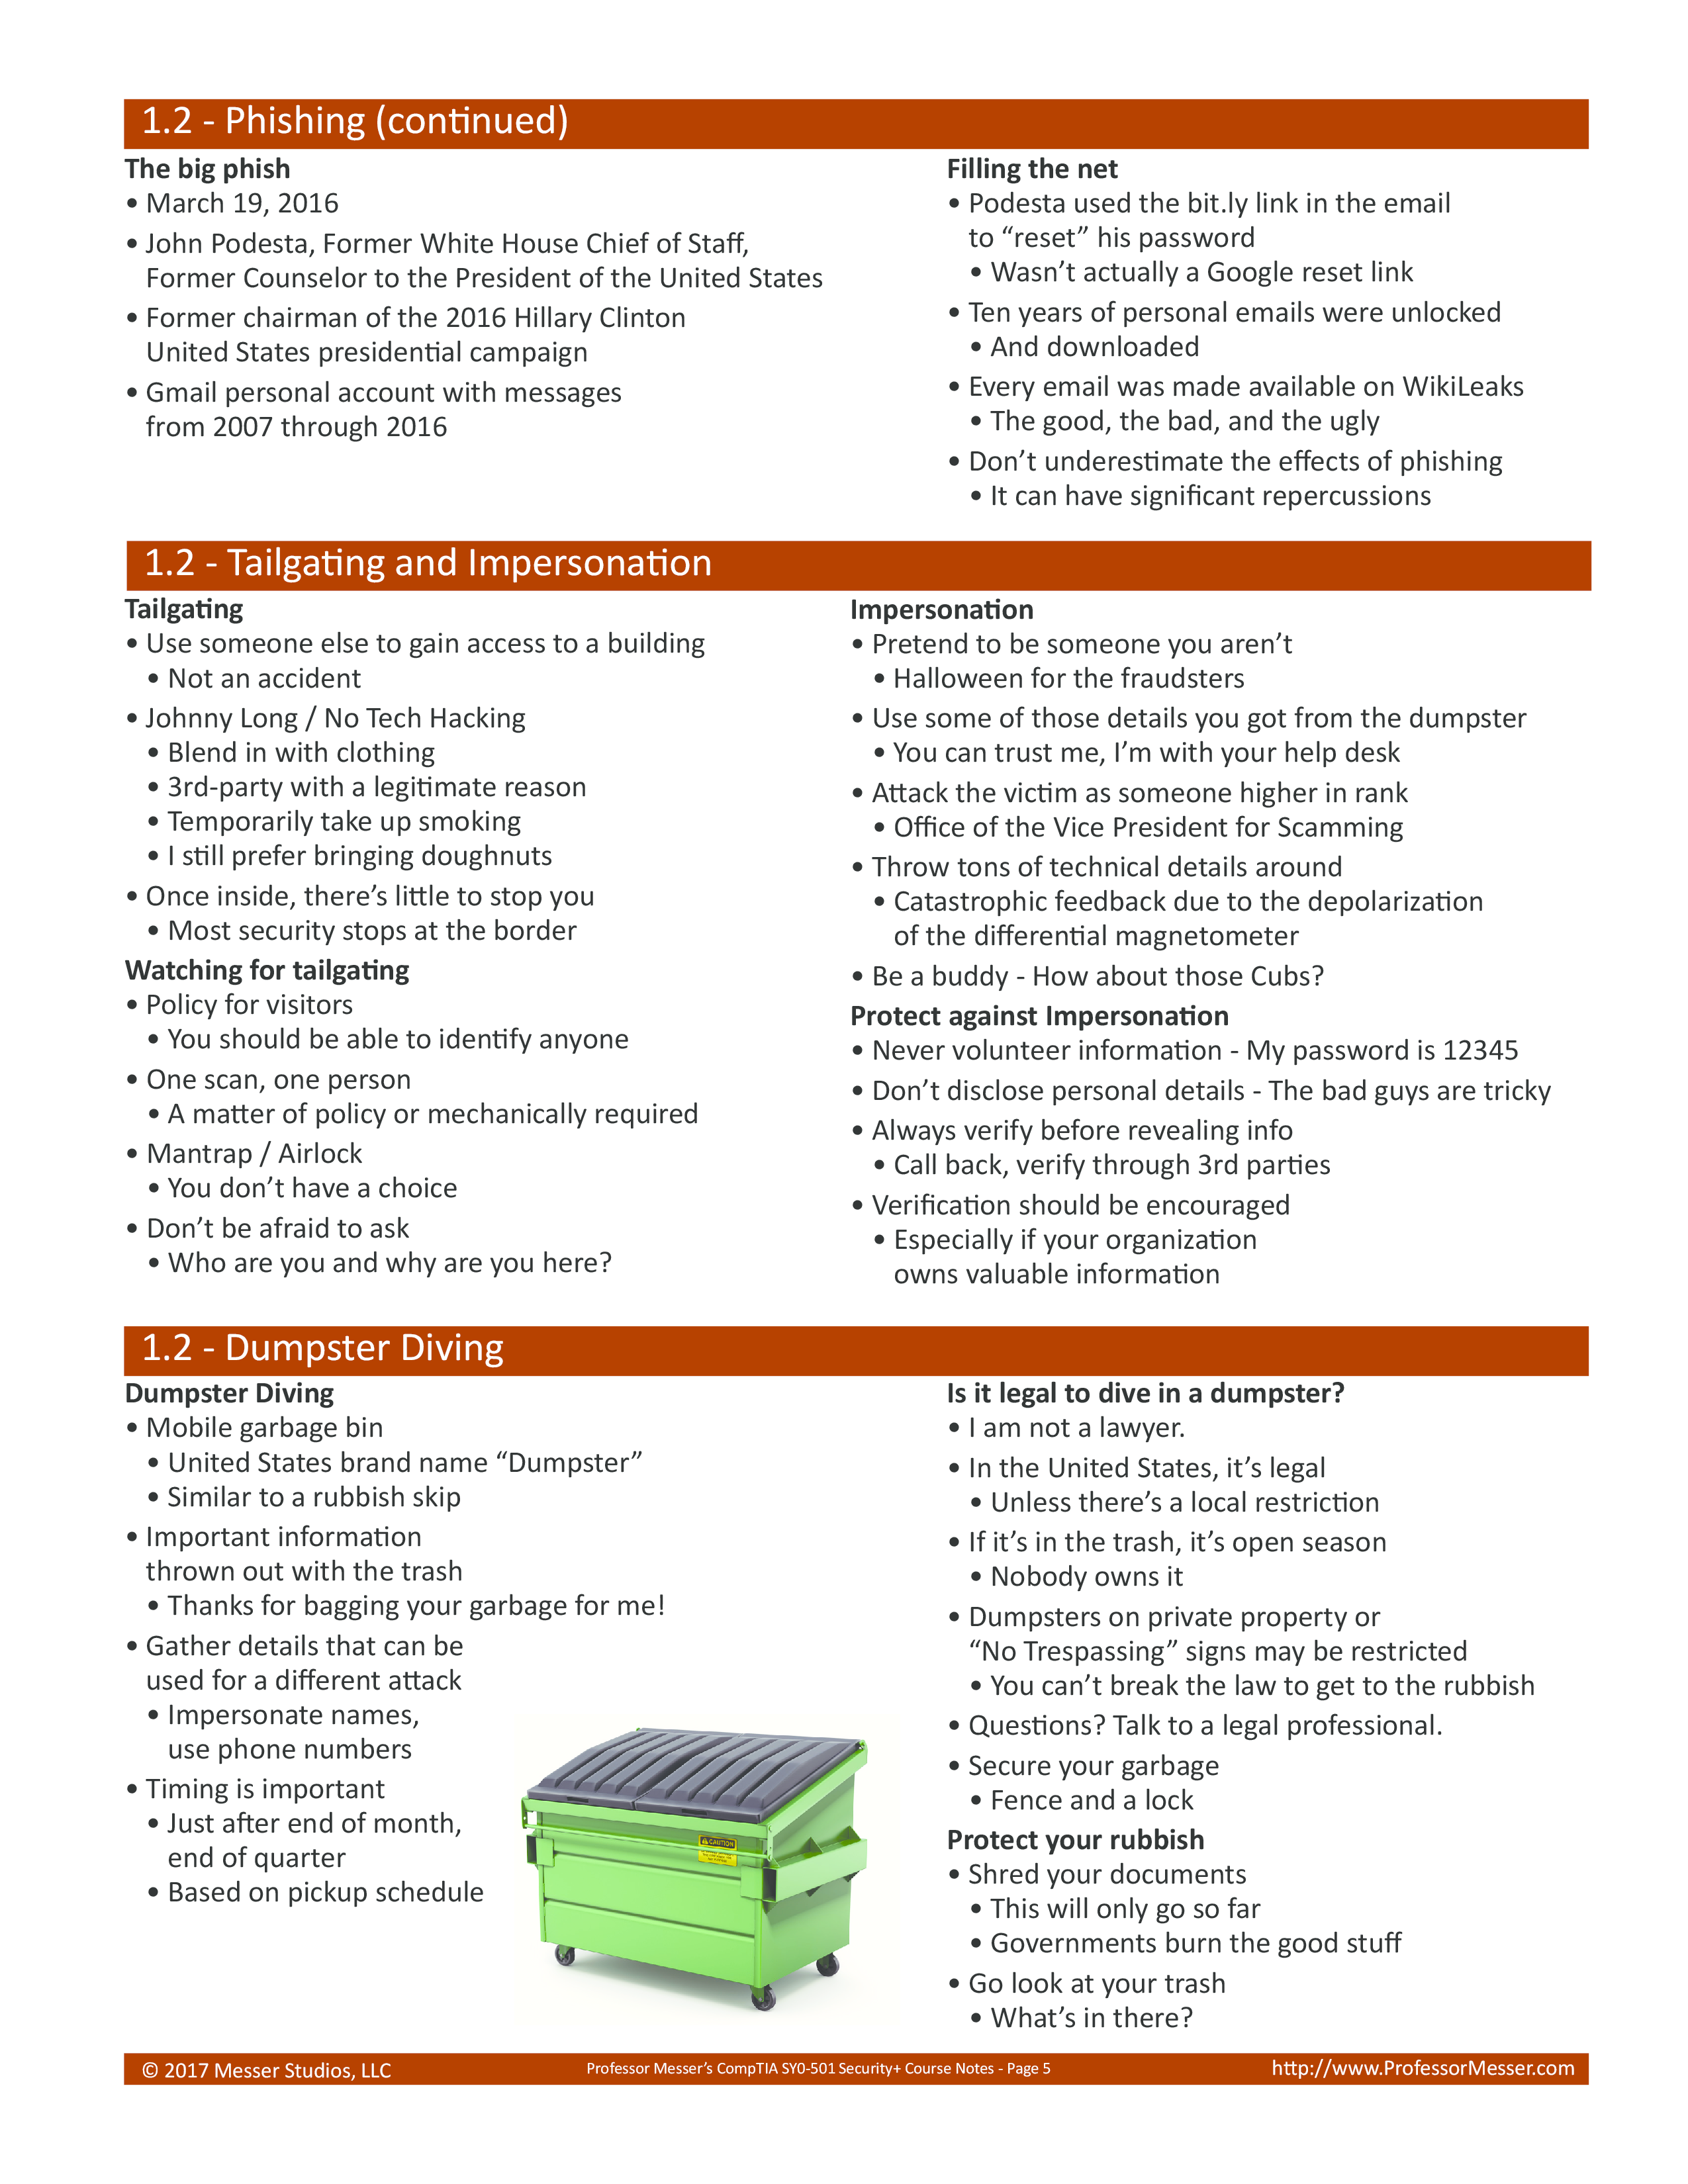 1.2 - Phishing (continued)
The big phish
• March 19, 2016
• John Podesta, Former White House Chief of Staff,
Former Counselor to the President of the United States
• Former chairman of the 2016 Hillary Clinton
United States presidential campaign
• Gmail personal account with messages
from 2007 through 2016
Filling the net
• Podesta used the bit.ly link in the email
to “reset” his password
• Wasn’t actually a Google reset link
• Ten years of personal emails were unlocked
• And downloaded
• Every email was made available on WikiLeaks
• The good, the bad, and the ugly
• Don’t underestimate the effects of phishing
• It can have significant repercussions
1.2 - Tailgating and Impersonation
Tailgating
• Use someone else to gain access to a building
• Not an accident
• Johnny Long / No Tech Hacking
• Blend in with clothing
• 3rd-party with a legitimate reason
• Temporarily take up smoking
• I still prefer bringing doughnuts
• Once inside, there’s little to stop you
• Most security stops at the border
Watching for tailgating
• Policy for visitors
• You should be able to identify anyone
• One scan, one person
• A matter of policy or mechanically required
• Mantrap / Airlock
• You don’t have a choice
• Don’t be afraid to ask
• Who are you and why are you here?
Impersonation
• Pretend to be someone you aren’t
• Halloween for the fraudsters
• Use some of those details you got from the dumpster
• You can trust me, I’m with your help desk
• Attack the victim as someone higher in rank
• Office of the Vice President for Scamming
• Throw tons of technical details around
• Catastrophic feedback due to the depolarization
of the differential magnetometer
• Be a buddy - How about those Cubs?
Protect against Impersonation
• Never volunteer information - My password is 12345
• Don’t disclose personal details - The bad guys are tricky
• Always verify before revealing info
• Call back, verify through 3rd parties
• Verification should be encouraged
• Especially if your organization
owns valuable information
1.2 - Dumpster Diving
Dumpster Diving
• Mobile garbage bin
• United States brand name “Dumpster”
• Similar to a rubbish skip
• Important information
thrown out with the trash
• Thanks for bagging your garbage for me!
• Gather details that can be
used for a different attack
• Impersonate names,
use phone numbers
• Timing is important
• Just after end of month,
end of quarter
• Based on pickup schedule
CAUTION
Is it legal to dive in a dumpster?
• I am not a lawyer.
• In the United States, it’s legal
• Unless there’s a local restriction
• If it’s in the trash, it’s open season
• Nobody owns it
• Dumpsters on private property or
“No Trespassing” signs may be restricted
• You can’t break the law to get to the rubbish
• Questions? Talk to a legal professional.
• Secure your garbage
• Fence and a lock
Protect your rubbish
• Shred your documents
• This will only go so far
• Governments burn the good stuff
• Go look at your trash
• What’s in there?
© 2017 Messer Studios, LLC
Professor Messer’s CompTIA SY0-501 Security+ Course Notes - Page 5
http://www.ProfessorMesser.com